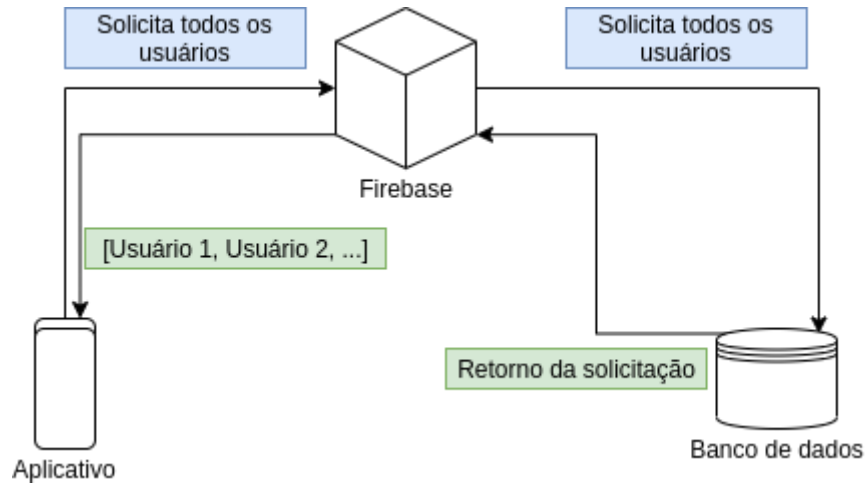 Solicita todos os
usuários
Solicita todos os
usuários
Firebase
[Usuário 1, Usuário 2, ...]
Retorno da solicitação
Banco de dados
Aplicativo